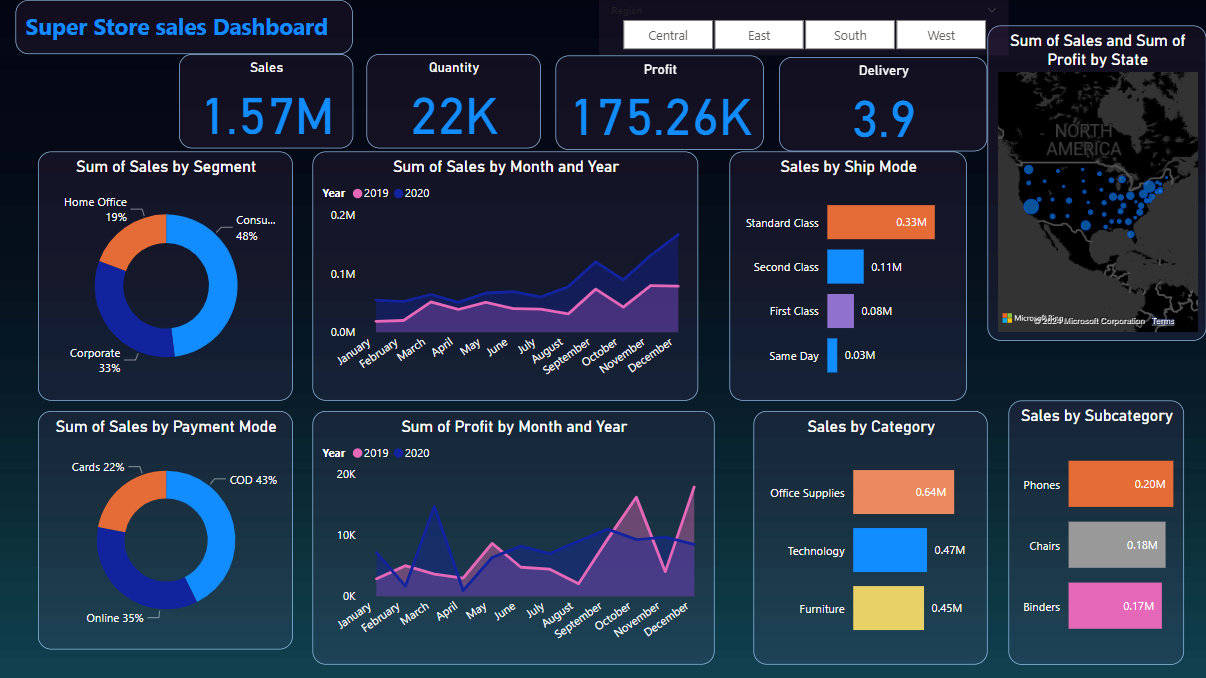 Super Store sales Dashboard
Region
Central
East
South
West
Sales
1.57M
Quantity
22K
Profit
175.26K
Delivery
3.9
Sum of Sales and Sum of
Profit by State
NORTH
AMERICA
Microsoft Bing
© 2024 Microsoft Corporation
Terms
Sum of Sales by Segment
Home Office
19%
Consu...
48%
Corporate
33%
Sum of Sales by Month and Year
Year 2019 2020
0.2M
0.1M
0.0M
January
February
March
April
May
June
July
August
September
October
November
December
Sales by Ship Mode
Standard Class 0.33M
Second Class 0.11M
First Class 0.08M
Same Day 0.03M
Sum of Sales by Payment Mode
Cards 22%
COD 43%
Online 35%
Sum of Profit by Month and Year
Year 2019 2020
20K
10K
0K
January
February
March
April
May
June
July
August
September
October
November
December
Sales by Category
Office Supplies 0.64M
Technology 0.47M
Furniture 0.45M
Sales by Subcategory
Phones 0.20M
Chairs 0.18M
Binders 0.17M